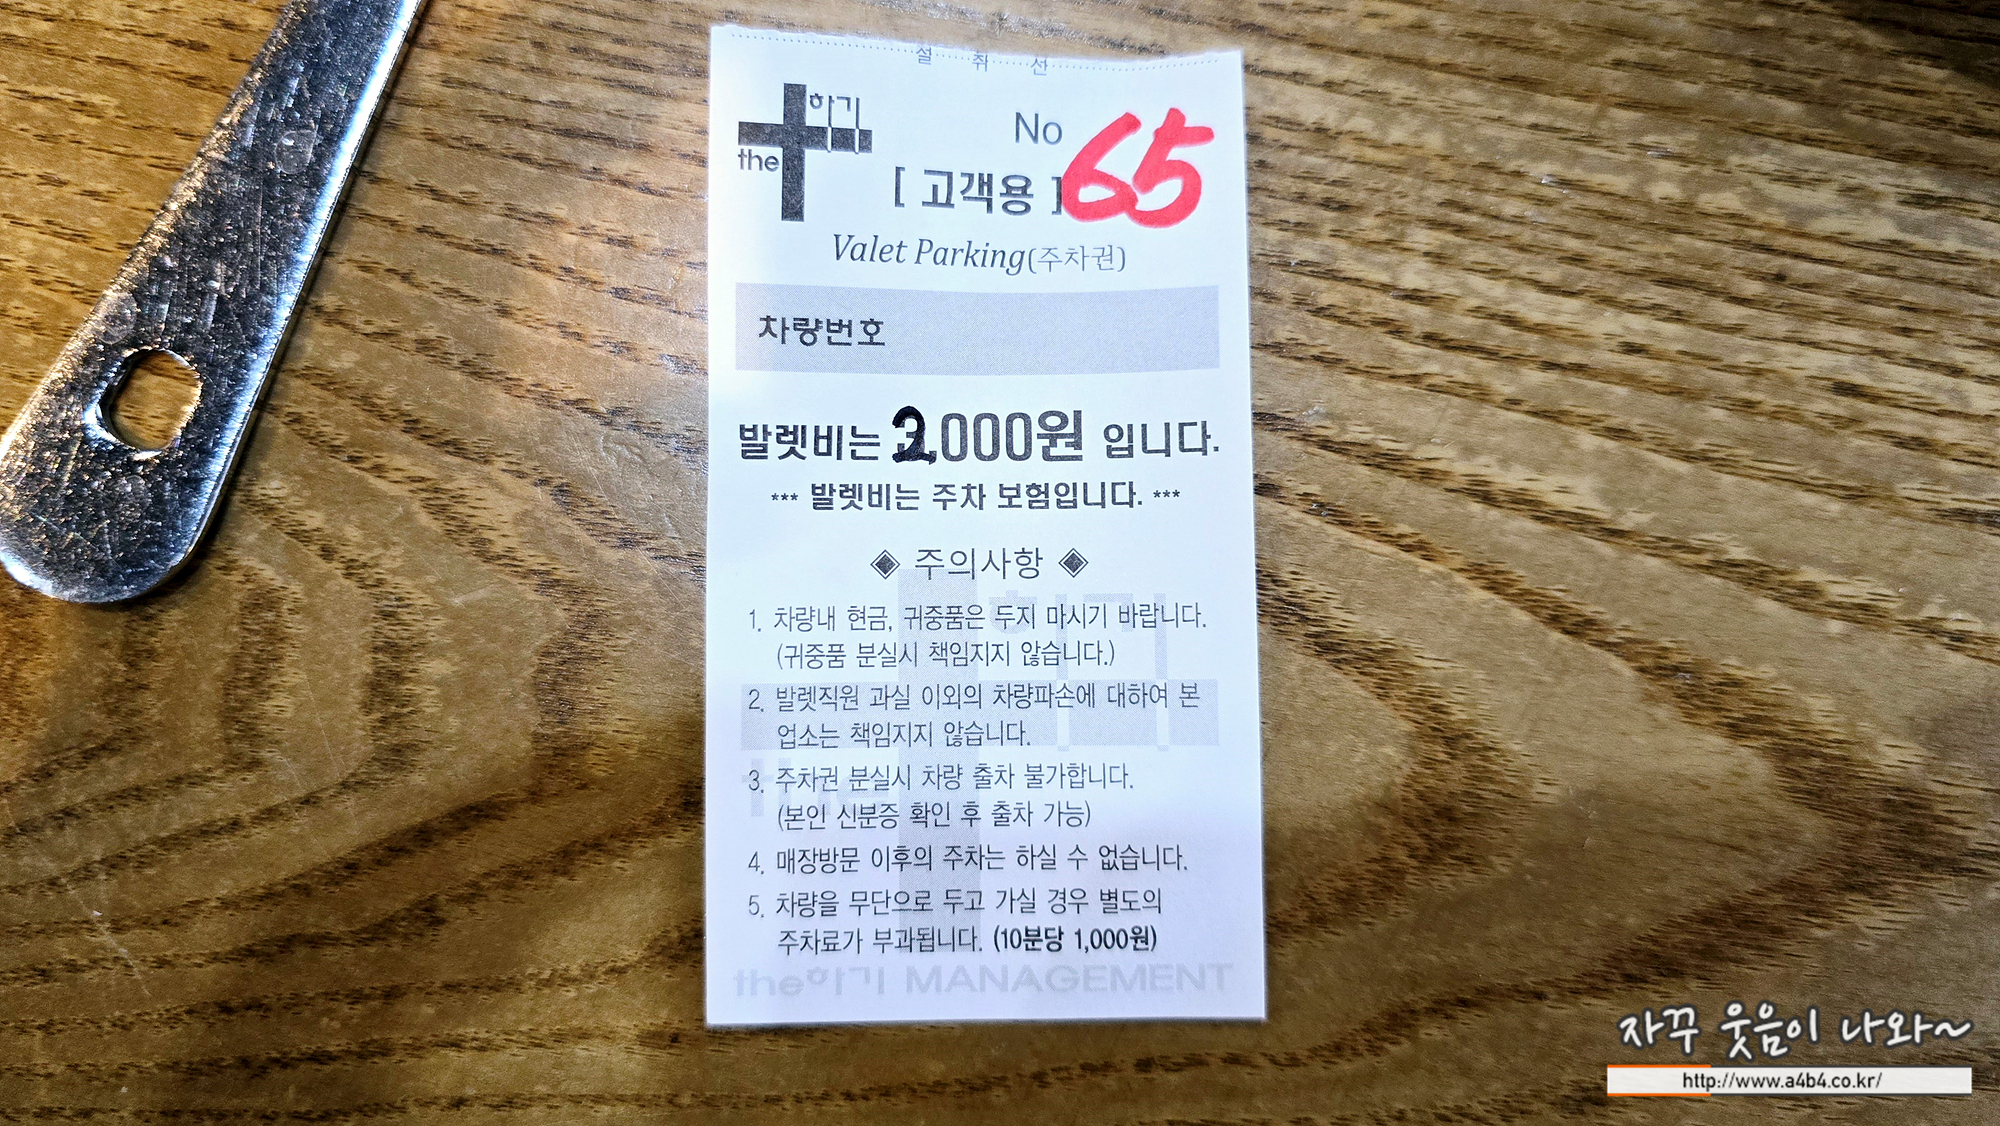 설 취 선
the 하기
No 65
[ 고객용 ]
Valet Parking(주차권)
차량번호
발렛비는 2,000원 입니다.
*** 발렛비는 주차 보험입니다. ***
◈ 주의사항 ◈
1. 차량내 현금, 귀중품은 두지 마시기 바랍니다.
(귀중품 분실시 책임지지 않습니다.)
2. 발렛직원 과실 이외의 차량파손에 대하여 본
업소는 책임지지 않습니다.
3. 주차권 분실시 차량 출차 불가합니다.
(본인 신분증 확인 후 출차 가능)
4. 매장방문 이후의 주차는 하실 수 없습니다.
5. 차량을 무단으로 두고 가실 경우 별도의
주차료가 부과됩니다. (10분당 1,000원)
the하기 MANAGEMENT
자꾸 웃음이 나와~
http://www.a4b4.co.kr/